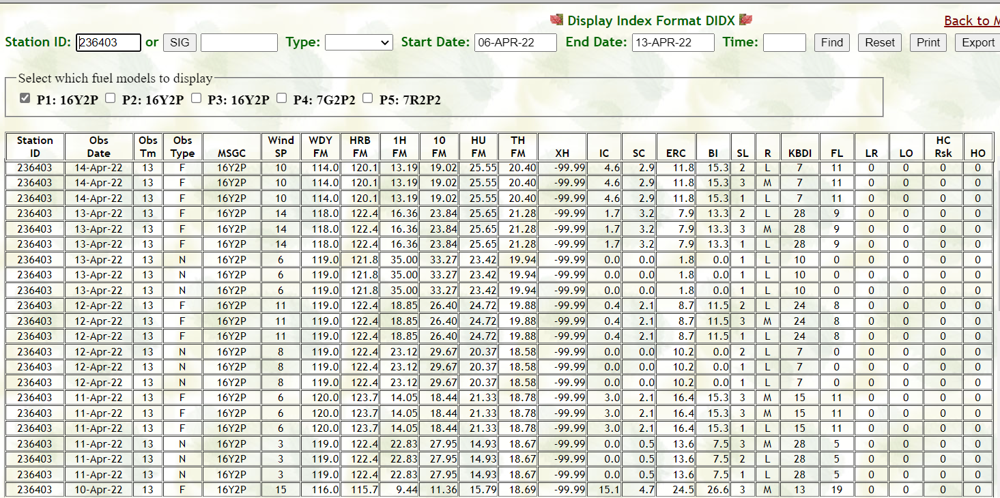 Display Index Format DIDX
Back to M
Station ID: 236403 or SIG Type: Start Date: 06-APR-22 End Date: 13-APR-22 Time: Find Reset Print Export
Select which fuel models to display
P1: 16Y2P P2: 16Y2P P3: 16Y2P P4: 7G2P2 P5: 7R2P2
Station ID Obs Date Obs Tm Obs Type MSGC Wind SP WDY FM HRB FM 1H FM 10 FM HU FM TH FM XH IC SC ERC BI SL R KBDI FL LR LO HC Rsk HO
236403 14-Apr-22 13 F 16Y2P 10 114.0 120.1 13.19 19.02 25.55 20.40 -99.99 4.6 2.9 11.8 15.3 2 L 7 11 0 0 0 0
236403 14-Apr-22 13 F 16Y2P 10 114.0 120.1 13.19 19.02 25.55 20.40 -99.99 4.6 2.9 11.8 15.3 3 M 7 11 0 0 0 0
236403 14-Apr-22 13 F 16Y2P 10 114.0 120.1 13.19 19.02 25.55 20.40 -99.99 4.6 2.9 11.8 15.3 1 L 7 11 0 0 0 0
236403 13-Apr-22 13 F 16Y2P 14 118.0 122.4 16.36 23.84 25.65 21.28 -99.99 1.7 3.2 7.9 13.3 2 L 28 9 0 0 0 0
236403 13-Apr-22 13 F 16Y2P 14 118.0 122.4 16.36 23.84 25.65 21.28 -99.99 1.7 3.2 7.9 13.3 3 M 28 9 0 0 0 0
236403 13-Apr-22 13 F 16Y2P 14 118.0 122.4 16.36 23.84 25.65 21.28 -99.99 1.7 3.2 7.9 13.3 1 L 28 9 0 0 0 0
236403 13-Apr-22 13 N 16Y2P 6 119.0 121.8 35.00 33.27 23.42 19.94 -99.99 0.0 0.0 1.8 0.0 1 L 10 0 0 0 0 0
236403 13-Apr-22 13 N 16Y2P 6 119.0 121.8 35.00 33.27 23.42 19.94 -99.99 0.0 0.0 1.8 0.0 1 L 10 0 0 0 0 0
236403 13-Apr-22 13 N 16Y2P 6 119.0 121.8 35.00 33.27 23.42 19.94 -99.99 0.0 0.0 1.8 0.0 1 L 10 0 0 0 0 0
236403 12-Apr-22 13 F 16Y2P 11 119.0 122.4 18.85 26.40 24.72 19.88 -99.99 0.4 2.1 8.7 11.5 2 L 24 8 0 0 0 0
236403 12-Apr-22 13 F 16Y2P 11 119.0 122.4 18.85 26.40 24.72 19.88 -99.99 0.4 2.1 8.7 11.5 3 M 24 8 0 0 0 0
236403 12-Apr-22 13 F 16Y2P 11 119.0 122.4 18.85 26.40 24.72 19.88 -99.99 0.4 2.1 8.7 11.5 1 L 24 8 0 0 0 0
236403 12-Apr-22 13 N 16Y2P 8 119.0 122.4 23.12 29.67 20.37 18.58 -99.99 0.0 0.0 10.2 0.0 2 L 7 0 0 0 0 0
236403 12-Apr-22 13 N 16Y2P 8 119.0 122.4 23.12 29.67 20.37 18.58 -99.99 0.0 0.0 10.2 0.0 1 L 7 0 0 0 0 0
236403 12-Apr-22 13 N 16Y2P 8 119.0 122.4 23.12 29.67 20.37 18.58 -99.99 0.0 0.0 10.2 0.0 1 L 7 0 0 0 0 0
236403 11-Apr-22 13 F 16Y2P 6 120.0 123.7 14.05 18.44 21.33 18.78 -99.99 3.0 2.1 16.4 15.3 3 M 15 11 0 0 0 0
236403 11-Apr-22 13 F 16Y2P 6 120.0 123.7 14.05 18.44 21.33 18.78 -99.99 3.0 2.1 16.4 15.3 3 M 15 11 0 0 0 0
236403 11-Apr-22 13 F 16Y2P 6 120.0 123.7 14.05 18.44 21.33 18.78 -99.99 3.0 2.1 16.4 15.3 1 L 15 11 0 0 0 0
236403 11-Apr-22 13 N 16Y2P 3 119.0 122.4 22.83 27.95 14.93 18.67 -99.99 0.0 0.5 13.6 7.5 3 M 28 5 0 0 0 0
236403 11-Apr-22 13 N 16Y2P 3 119.0 122.4 22.83 27.95 14.93 18.67 -99.99 0.0 0.5 13.6 7.5 2 L 28 5 0 0 0 0
236403 11-Apr-22 13 N 16Y2P 3 119.0 122.4 22.83 27.95 14.93 18.67 -99.99 0.0 0.5 13.6 7.5 1 L 28 5 0 0 0 0
236403 10-Apr-22 13 F 16Y2P 15 116.0 115.7 9.44 11.36 15.79 18.69 -99.99 15.1 4.7 24.5 26.6 3 M 13 19 0 0 0 0